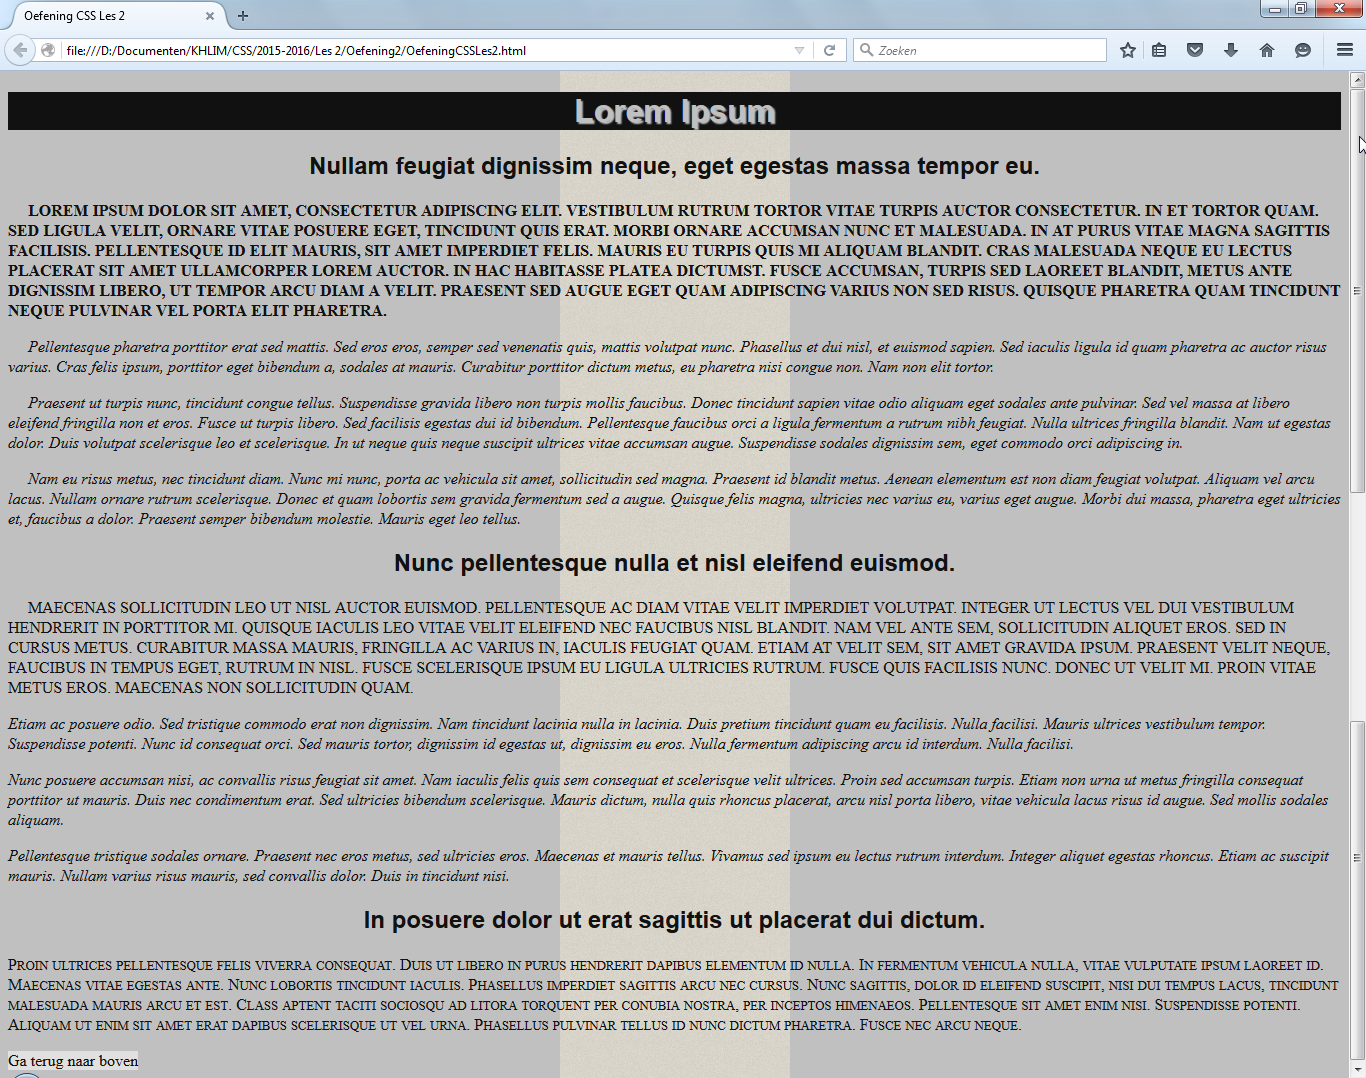 Oefening CSS Les 2
file:///D:/Documenten/KHLIM/CSS/2015-2016/Les 2/Oefening2/OefeningCSSLes2.html
Zoeken
Lorem Ipsum
Nullam feugiat dignissim neque, eget egestas massa tempor eu.
LOREM IPSUM DOLOR SIT AMET, CONSECTETUR ADIPISCING ELIT. VESTIBULUM RUTRUM TORTOR VITAE TURPIS AUCTOR CONSECTETUR. IN ET TORTOR QUAM.
SED LIGULA VELIT, ORNARE VITAE POSUERE EGET, TINCIDUNT QUIS ERAT. MORBI ORNARE ACCUMSAN NUNC ET MALESUADA. IN AT PURUS VITAE MAGNA SAGITTIS
FACILISIS. PELLENTESQUE ID ELIT MAURIS, SIT AMET IMPERDIET FELIS. MAURIS EU TURPIS QUIS MI ALIQUAM BLANDIT. CRAS MALESUADA NEQUE EU LECTUS
PLACERAT SIT AMET ULLAMCORPER LOREM AUCTOR. IN HAC HABITASSE PLATEA DICTUMST. FUSCE ACCUMSAN, TURPIS SED LAOREET BLANDIT, METUS ANTE
DIGNISSIM LIBERO, UT TEMPOR ARCU DIAM A VELIT. PRAESENT SED AUGUE EGET QUAM ADIPISCING VARIUS NON SED RISUS. QUISQUE PHARETRA QUAM TINCIDUNT
NEQUE PULVINAR VEL PORTA ELIT PHARETRA.
Pellentesque pharetra porttitor erat sed mattis. Sed eros eros, semper sed venenatis quis, mattis volutpat nunc. Phasellus et dui nisl, et euismod sapien. Sed iaculis ligula id quam pharetra ac auctor risus
varius. Cras felis ipsum, porttitor eget bibendum a, sodales at mauris. Curabitur porttitor dictum metus, eu pharetra nisi congue non. Nam non elit tortor.
Praesent ut turpis nunc, tincidunt congue tellus. Suspendisse gravida libero non turpis mollis faucibus. Donec tincidunt sapien vitae odio aliquam eget sodales ante pulvinar. Sed vel massa at libero
eleifend fringilla non et eros. Fusce ut turpis libero. Sed facilisis egestas dui id bibendum. Pellentesque faucibus orci a ligula fermentum a rutrum nibh feugiat. Nulla ultrices fringilla blandit. Nam ut egestas
dolor. Duis volutpat scelerisque leo et scelerisque. In ut neque quis neque suscipit ultrices vitae accumsan augue. Suspendisse sodales dignissim sem, eget commodo orci adipiscing in.
Nam eu risus metus, nec tincidunt diam. Nunc mi nunc, porta ac vehicula sit amet, sollicitudin sed magna. Praesent id blandit metus. Aenean elementum est non diam feugiat volutpat. Aliquam vel arcu
lacus. Nullam ornare rutrum scelerisque. Donec et quam lobortis sem gravida fermentum sed a augue. Quisque felis magna, ultricies nec varius eu, varius eget augue. Morbi dui massa, pharetra eget ultricies
et, faucibus a dolor. Praesent semper bibendum molestie. Mauris eget leo tellus.
Nunc pellentesque nulla et nisl eleifend euismod.
MAECENAS SOLLICITUDIN LEO UT NISL AUCTOR EUISMOD. PELLENTESQUE AC DIAM VITAE VELIT IMPERDIET VOLUTPAT. INTEGER UT LECTUS VEL DUI VESTIBULUM
HENDRERIT IN PORTTITOR MI. QUISQUE IACULIS LEO VITAE VELIT ELEIFEND NEC FAUCIBUS NISL BLANDIT. NAM VEL ANTE SEM, SOLLICITUDIN ALIQUET EROS. SED IN
CURSUS METUS. CURABITUR MASSA MAURIS, FRINGILLA AC VARIUS IN, IACULIS FEUGIAT QUAM. ETIAM AT VELIT SEM, SIT AMET GRAVIDA IPSUM. PRAESENT VELIT NEQUE,
FAUCIBUS IN TEMPUS EGET, RUTRUM IN NISL. FUSCE SCELERISQUE IPSUM EU LIGULA ULTRICIES RUTRUM. FUSCE QUIS FACILISIS NUNC. DONEC UT VELIT MI. PROIN VITAE
METUS EROS. MAECENAS NON SOLLICITUDIN QUAM.
Etiam ac posuere odio. Sed tristique commodo erat non dignissim. Nam tincidunt lacinia nulla in lacinia. Duis pretium tincidunt quam eu facilisis. Nulla facilisi. Mauris ultrices vestibulum tempor.
Suspendisse potenti. Nunc id consequat orci. Sed mauris tortor, dignissim id egestas ut, dignissim eu eros. Nulla fermentum adipiscing arcu id interdum. Nulla facilisi.
Nunc posuere accumsan nisi, ac convallis risus feugiat sit amet. Nam iaculis felis quis sem consequat et scelerisque velit ultrices. Proin sed accumsan turpis. Etiam non urna ut metus fringilla consequat
porttitor ut mauris. Duis nec condimentum erat. Sed ultricies bibendum scelerisque. Mauris dictum, nulla quis rhoncus placerat, arcu nisl porta libero, vitae vehicula lacus risus id augue. Sed mollis sodales
aliquam.
Pellentesque tristique sodales ornare. Praesent nec eros metus, sed ultricies eros. Maecenas et mauris tellus. Vivamus sed ipsum eu lectus rutrum interdum. Integer aliquet egestas rhoncus. Etiam ac suscipit
mauris. Nullam varius risus mauris, sed convallis dolor. Duis in tincidunt nisi.
In posuere dolor ut erat sagittis ut placerat dui dictum.
Proin ultrices pellentesque felis viverra consequat. Duis ut libero in purus hendrerit dapibus elementum id nulla. In fermentum vehicula nulla, vitae vulputate ipsum laoreet id.
Maecenas vitae egestas ante. Nunc lobortis tincidunt iaculis. Phasellus imperdiet sagittis arcu nec cursus. Nunc sagittis, dolor id eleifend suscipit, nisi dui tempus lacus, tincidunt
malesuada mauris arcu et est. Class aptent taciti sociosqu ad litora torquent per conubia nostra, per inceptos himenaeos. Pellentesque sit amet enim nisi. Suspendisse potenti.
Aliquam ut enim sit amet erat dapibus scelerisque ut vel urna. Phasellus pulvinar tellus id nunc dictum pharetra. Fusce nec arcu neque.
Ga terug naar boven